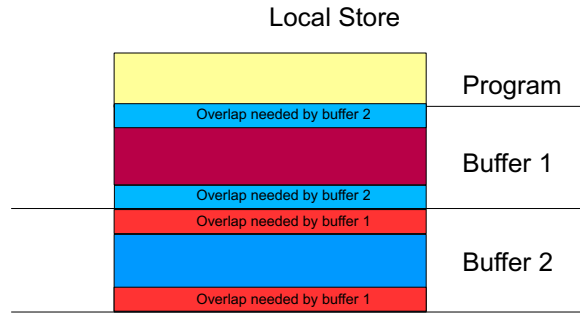 Local Store
Program
Overlap needed by buffer 2
Buffer 1
Overlap needed by buffer 2
Overlap needed by buffer 1
Buffer 2
Overlap needed by buffer 1